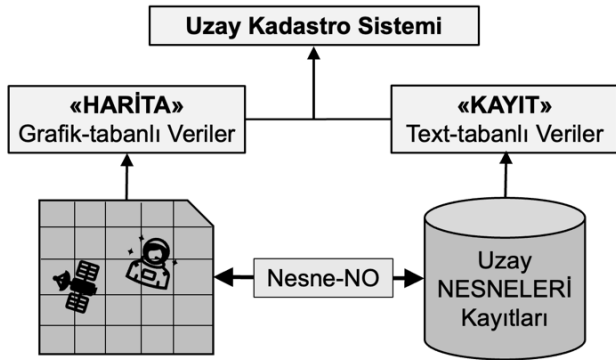 Uzay Kadastro Sistemi
«HARİTA»
Grafik-tabanlı Veriler
«KAYIT»
Text-tabanlı Veriler
Nesne-NO
Uzay
NESNELERİ
Kayıtları